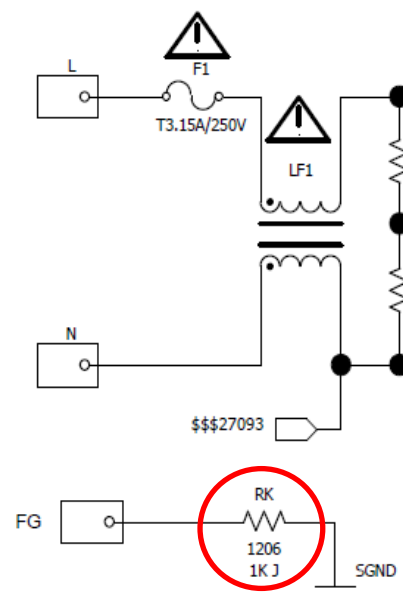 L
F1
T3.15A/250V
LF1
N
$$$27093
RK
FG
1206
1K J
SGND